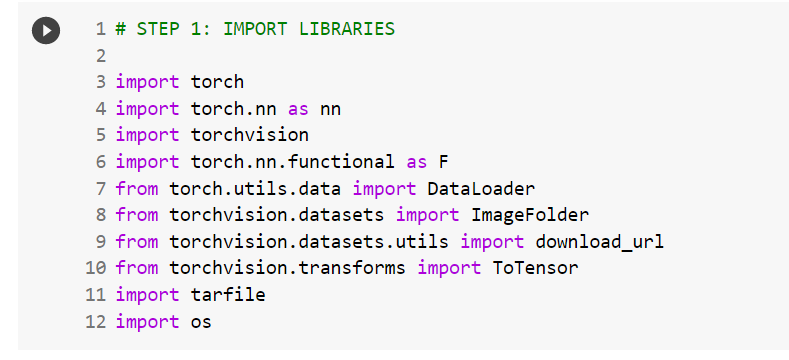 1 # STEP 1: IMPORT LIBRARIES
2
3 import torch
4 import torch.nn as nn
5 import torchvision
6 import torch.nn.functional as F
7 from torch.utils.data import DataLoader
8 from torchvision.datasets import ImageFolder
9 from torchvision.datasets.utils import download_url
10 from torchvision.transforms import ToTensor
11 import tarfile
12 import os